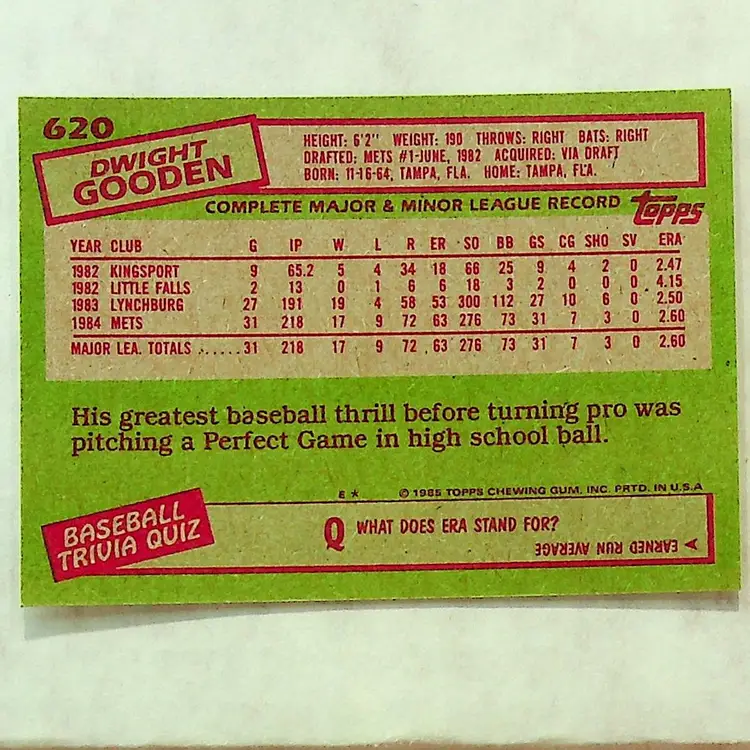 620
DWIGHT
GOODEN
HEIGHT: 6'2" WEIGHT: 190 THROWS: RIGHT BATS: RIGHT
DRAFTED: METS #1-JUNE, 1982 ACQUIRED: VIA DRAFT
BORN: 11-16-64, TAMPA, FLA. HOME: TAMPA, FLA.
COMPLETE MAJOR & MINOR LEAGUE RECORD topps
YEAR CLUB G IP W L R ER SO BB GS CG SHO SV ERA
1982 KINGSPORT 9 65.2 5 4 34 18 66 25 9 4 2 0 2.47
1982 LITTLE FALLS 2 13 0 1 6 6 18 3 2 0 0 0 4.15
1983 LYNCHBURG 27 191 19 4 58 53 300 112 27 10 6 0 2.50
1984 METS 31 218 17 9 72 63 276 73 31 7 3 0 2.60
MAJOR LEA. TOTALS ...... 31 218 17 9 72 63 276 73 31 7 3 0 2.60
His greatest baseball thrill before turning pro was
pitching a Perfect Game in high school ball.
E ★ © 1985 TOPPS CHEWING GUM, INC. PRTD. IN U.S.A
BASEBALL
TRIVIA QUIZ
Q WHAT DOES ERA STAND FOR?
A EARNED RUN AVERAGE